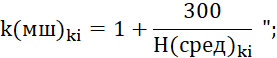 k(мш)ki = 1 + 300/H(сред)ki ";